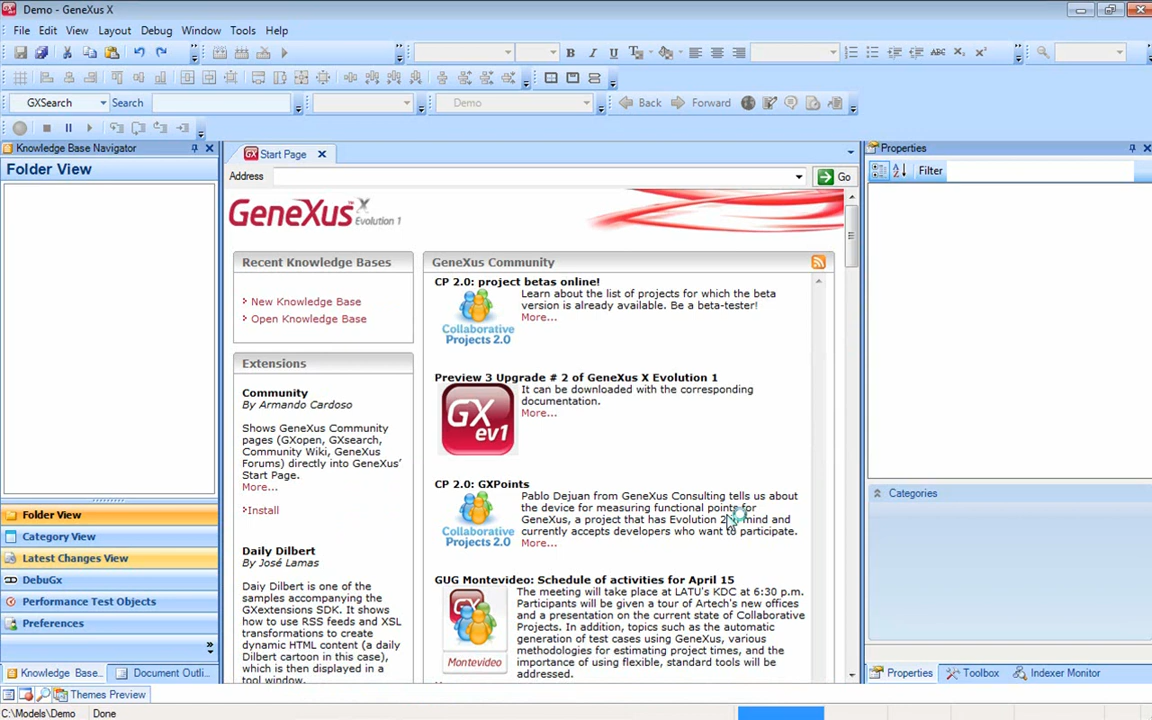 Demo - GeneXus X
File Edit View Layout Debug Window Tools Help
GXSearch Search Demo Back Forward
Knowledge Base Navigator
Folder View
Start Page
Address Go
GeneXus X Evolution 1
Recent Knowledge Bases
New Knowledge Base
Open Knowledge Base
Extensions
Community
By Armando Cardoso
Shows GeneXus Community
pages (GXopen, GXsearch,
Community Wiki, GeneXus
Forums) directly into GeneXus'
Start Page.
More...
Install
Daily Dilbert
By José Lamas
Daiy Dilbert is one of the
samples accompanying the
GXextensions SDK. It shows
how to use RSS feeds and XSL
transformations to create
dynamic HTML content (a daily
Dilbert cartoon in this case),
which is then displayed in a
tool window.
GeneXus Community
CP 2.0: project betas online!
Learn about the list of projects for which the beta
version is already available. Be a beta-tester!
More...
Collaborative
Projects 2.0
Preview 3 Upgrade # 2 of GeneXus X Evolution 1
It can be downloaded with the corresponding
documentation.
More...
GX
ev1
CP 2.0: GXPoints
Pablo Dejuan from GeneXus Consulting tells us about
the device for measuring functional points for
GeneXus, a project that has Evolution 2 in mind and
currently accepts developers who want to participate.
More...
Collaborative
Projects 2.0
GUG Montevideo: Schedule of activities for April 15
The meeting will take place at LATU's KDC at 6:30 p.m.
Participants will be given a tour of Artech's new offices
and a presentation on the current state of Collaborative
Projects. In addition, topics such as the automatic
generation of test cases using GeneXus, various
methodologies for estimating project times, and the
importance of using flexible, standard tools will be
addressed.
Montevideo
Properties
Filter
Categories
Folder View
Category View
Latest Changes View
DebuGx
Performance Test Objects
Preferences
Knowledge Base... Document Outli...
Properties Toolbox Indexer Monitor
Themes Preview
C:\Models\Demo Done